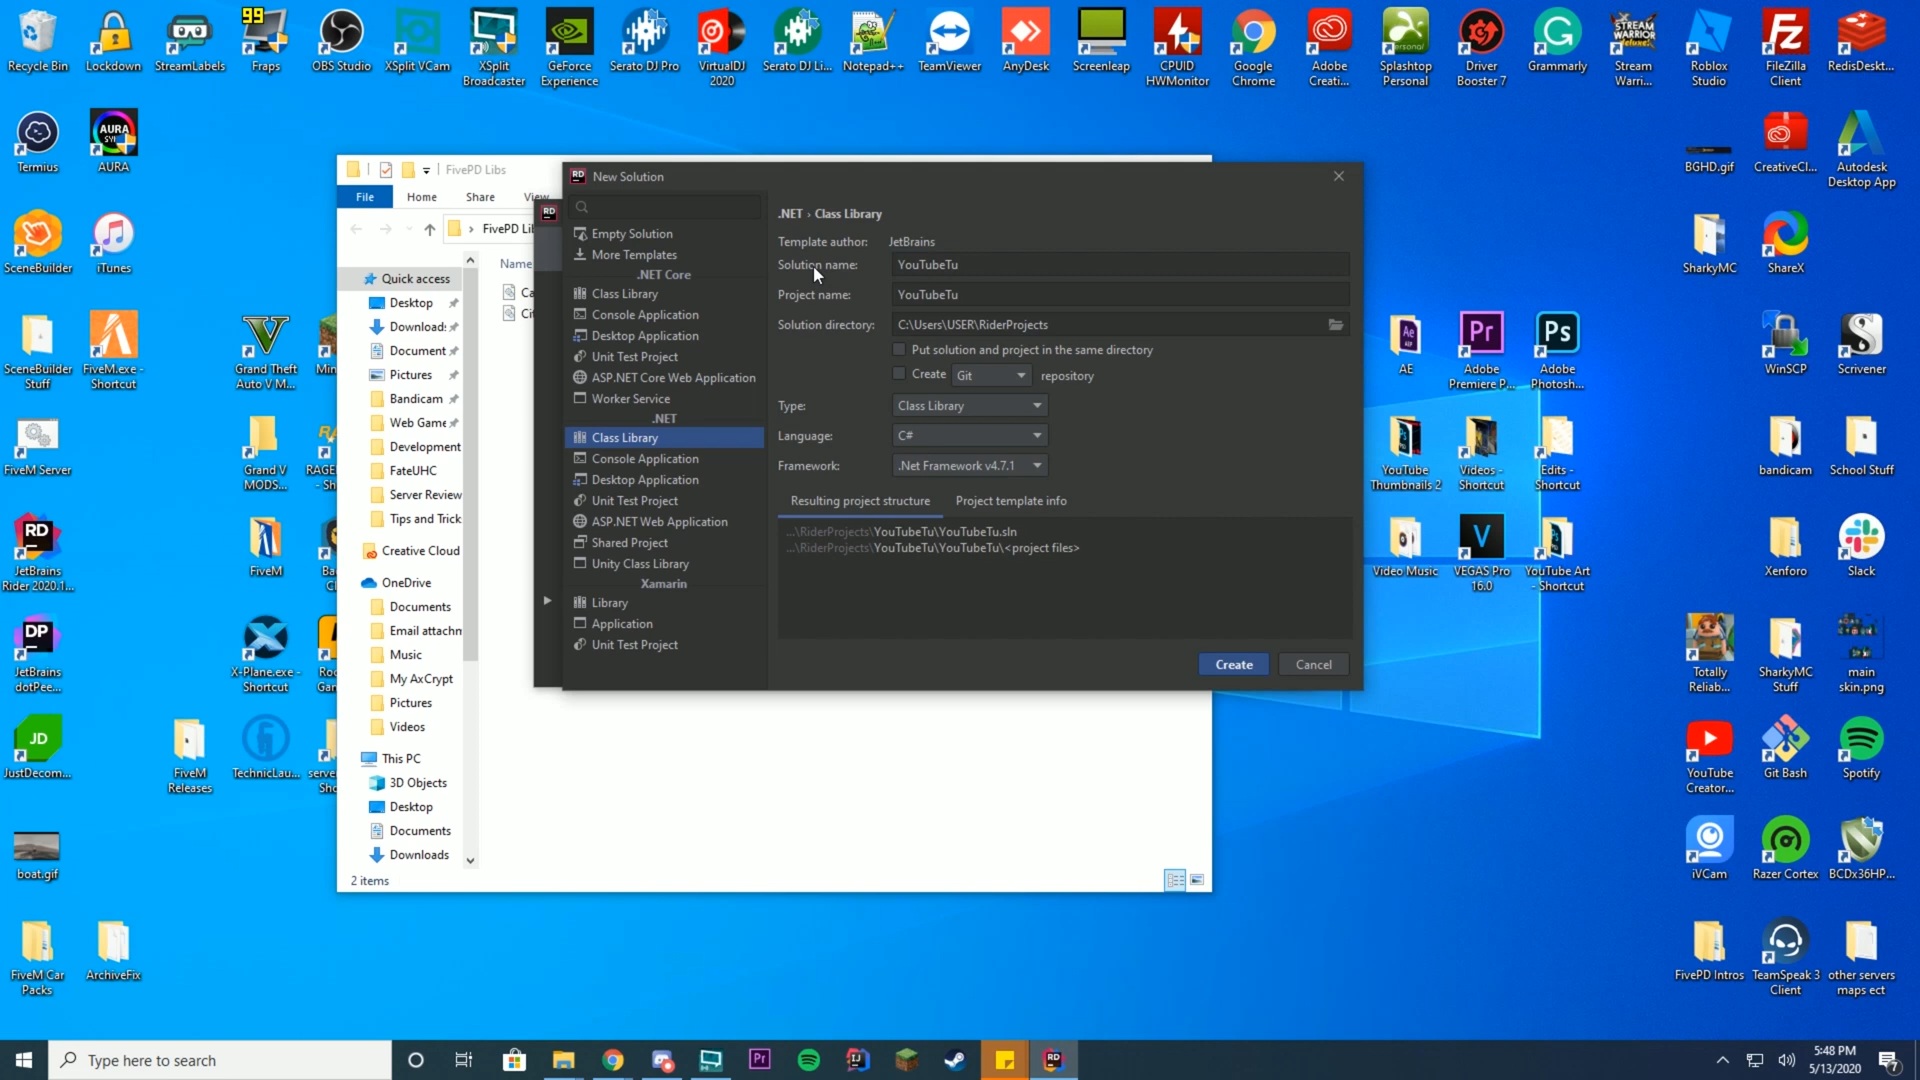 Recycle Bin
Lockdown
StreamLabels
99
Fraps
OBS Studio
XSplit VCam
XSplit
Broadcaster
GeForce
Experience
Serato DJ Pro
VirtualDJ
2020
Serato DJ Li...
Notepad++
TeamViewer
AnyDesk
Screenleap
CPUID
HWMonitor
Google
Chrome
Adobe
Creati...
Splashtop
Personal
Driver
Booster 7
Grammarly
STREAM
WARRIOR
Stream
Warri...
Roblox
Studio
FileZilla
Client
RedisDeskt...
Termius
AURA
AURA
BGHD.gif
CreativeCl...
Autodesk
Desktop App
SceneBuilder
iTunes
SharkyMC
ShareX
SceneBuilder
Stuff
FiveM.exe -
Shortcut
Grand Theft
Auto V M...
AE
Adobe
Premiere P...
Adobe
Photosh...
WinSCP
Scrivener
FiveM Server
Grand V
MODS...
YouTube
Thumbnails 2
Videos -
Shortcut
Edits -
Shortcut
bandicam
School Stuff
JetBrains
Rider 2020.1...
FiveM
Video Music
VEGAS Pro
16.0
YouTube Art
- Shortcut
Xenforo
Slack
JetBrains
dotPee...
X-Plane.exe -
Shortcut
Totally
Reliab...
SharkyMC
Stuff
main
skin.png
JustDecom...
FiveM
Releases
TechnicLau...
YouTube
Creator...
Git Bash
Spotify
boat.gif
iVCam
Razer Cortex
BCDx36HP...
FiveM Car
Packs
ArchiveFix
FivePD Intros
TeamSpeak 3
Client
other servers
maps ect
FivePD Libs
File
Home
Share
View
FivePD Lib
Name
Quick access
Desktop
Download:
Document
Pictures
Bandicam
Web Game
Development
FateUHC
Server Review
Tips and Trick
Creative Cloud
OneDrive
Documents
Email attachm
Music
My AxCrypt
Pictures
Videos
This PC
3D Objects
Desktop
Documents
Downloads
2 items
New Solution
Empty Solution
More Templates
.NET Core
Class Library
Console Application
Desktop Application
Unit Test Project
ASP.NET Core Web Application
Worker Service
.NET
Class Library
Console Application
Desktop Application
Unit Test Project
ASP.NET Web Application
Shared Project
Unity Class Library
Xamarin
Library
Application
Unit Test Project
.NET › Class Library
Template author: JetBrains
Solution name: YouTubeTu
Project name: YouTubeTu
Solution directory: C:\Users\USER\RiderProjects
Put solution and project in the same directory
Create Git repository
Type: Class Library
Language: C#
Framework: .Net Framework v4.7.1
Resulting project structure
Project template info
...\RiderProjects\YouTubeTu\YouTubeTu.sln
...\RiderProjects\YouTubeTu\YouTubeTu\<project files>
Create
Cancel
Type here to search
5:48 PM
5/13/2020
7